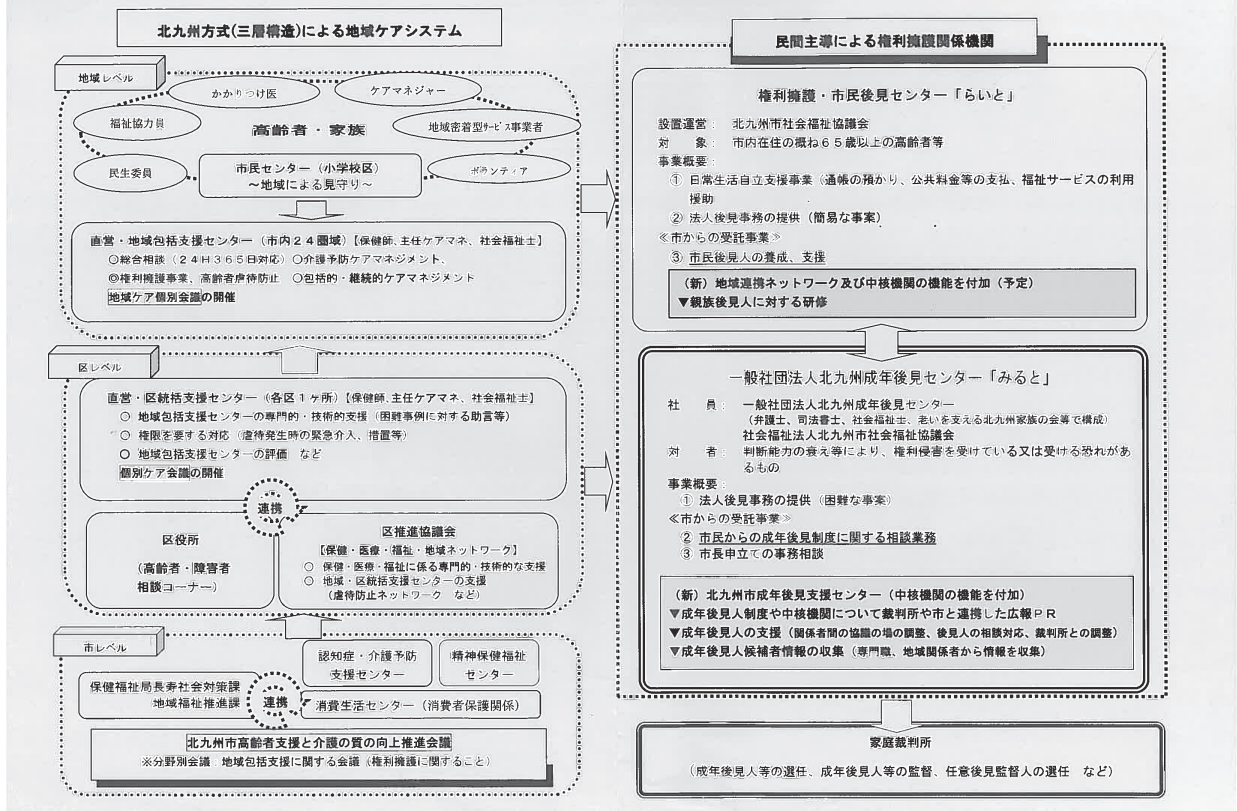 北九州方式(三層構造)による地域ケアシステム
地域レベル
かかりつけ医
ケアマネジャー
福祉協力員
高齢者・家族
地域密着型サービス事業者
民生委員
市民センター（小学校区）
～地域による見守り～
ボランティア
直営・地域包括支援センター（市内２４圏域）【保健師、主任ケアマネ、社会福祉士】
○総合相談（２４Ｈ３６５日対応）○介護予防ケアマネジメント、
◎権利擁護事業、高齢者虐待防止　○包括的・継続的ケアマネジメント
地域ケア個別会議の開催
区レベル
直営・区統括支援センター（各区１ヶ所）【保健師、主任ケアマネ、社会福祉士】
○ 地域包括支援センターの専門的・技術的支援（困難事例に対する助言等）
○ 権限を要する対応（虐待発生時の緊急介入、措置等）
○ 地域包括支援センターの評価　など
個別ケア会議の開催
連携
区役所
（高齢者・障害者
相談コーナー）
区推進協議会
【保健・医療・福祉・地域ネットワーク】
○ 保健・医療・福祉に係る専門的・技術的な支援
○ 地域・区統括支援センターの支援
（虐待防止ネットワーク　など）
市レベル
認知症・介護予防
支援センター
精神保健福祉
センター
保健福祉局長寿社会対策課
地域福祉推進課
連携
消費生活センター（消費者保護関係）
北九州市高齢者支援と介護の質の向上推進会議
※分野別会議　地域包括支援に関する会議（権利擁護に関すること）
民間主導による権利擁護関係機関
権利擁護・市民後見センター「らいと」
設置運営：　北九州市社会福祉協議会
対　　象：　市内在住の概ね６５歳以上の高齢者等
事業概要：
① 日常生活自立支援事業（通帳の預かり、公共料金等の支払、福祉サービスの利用
援助
② 法人後見事務の提供（簡易な事案）
≪市からの受託事業≫
③ 市民後見人の養成、支援
（新）地域連携ネットワーク及び中核機関の機能を付加（予定）
▼親族後見人に対する研修
一般社団法人北九州成年後見センター「みると」
社　　員：　一般社団法人北九州成年後見センター
（弁護士、司法書士、社会福祉士、老いを支える北九州家族の会等で構成）
社会福祉法人北九州市社会福祉協議会
対　　者：　判断能力の衰え等により、権利侵害を受けている又は受ける恐れがあ
るもの
事業概要：
① 法人後見事務の提供（困難な事案）
≪市からの受託事業≫
② 市民からの成年後見制度に関する相談業務
③ 市長申立ての事務相談
（新）北九州市成年後見支援センター（中核機関の機能を付加）
▼成年後見人制度や中核機関について裁判所や市と連携した広報ＰＲ
▼成年後見人の支援（関係者間の協議の場の調整、後見人の相談対応、裁判所との調整）
▼成年後見人候補者情報の収集（専門職、地域関係者から情報を収集）
家庭裁判所
（成年後見人等の選任、成年後見人等の監督、任意後見監督人の選任　など）